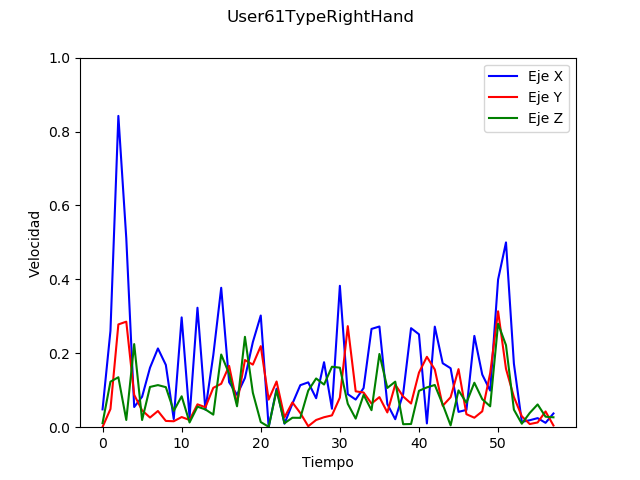 User61TypeRightHand
1.0
0.8
0.6
0.4
0.2
0.0
Velocidad
Eje X
Eje Y
Eje Z
0 10 20 30 40 50
Tiempo